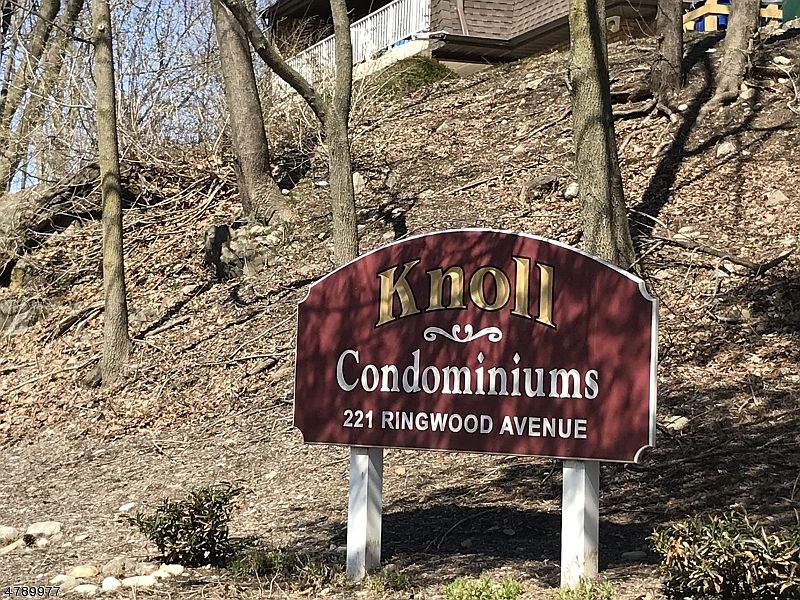 Knoll
Condominiums
221 RINGWOOD AVENUE
4789977